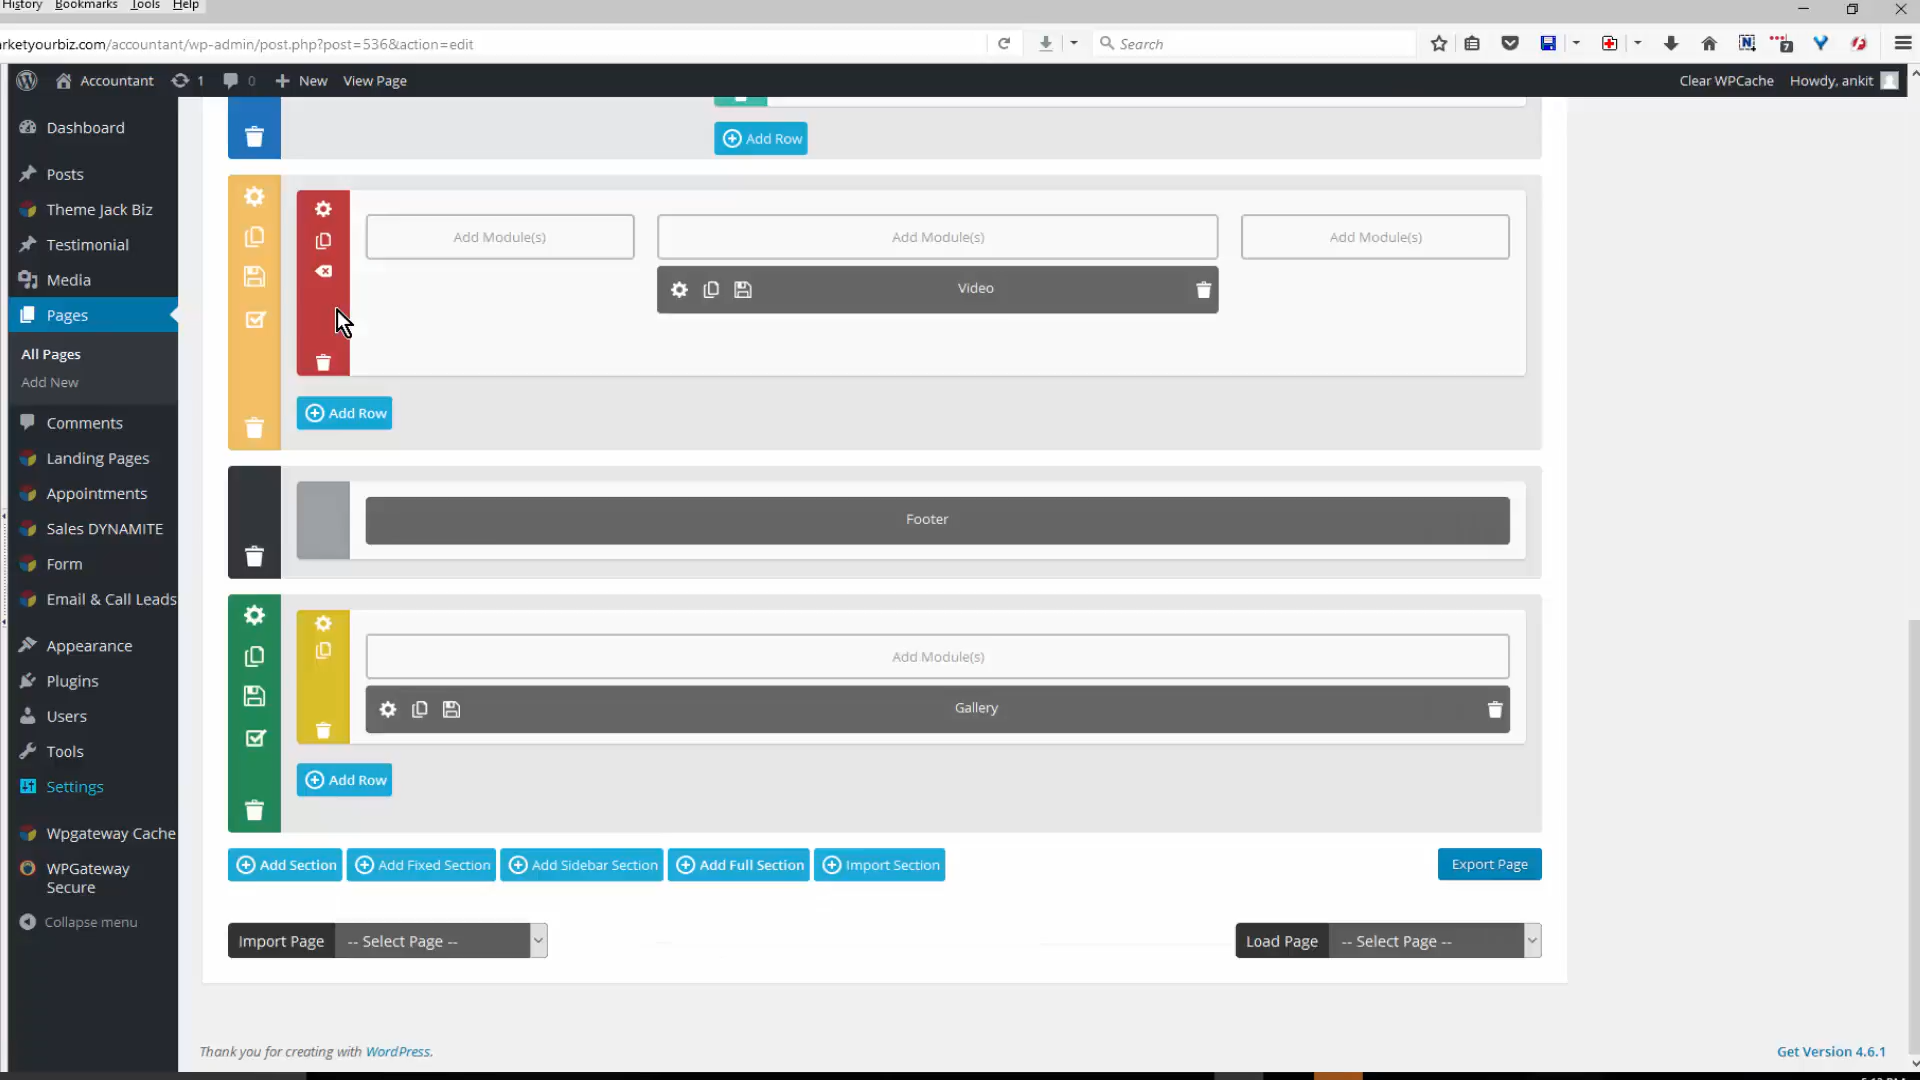 History Bookmarks Tools Help
rketyourbiz.com/accountant/wp-admin/post.php?post=536&action=edit
Search
7
Accountant 1 0 New View Page
Clear WPCache Howdy, ankit
Dashboard
Posts
Theme Jack Biz
Testimonial
Media
Pages
All Pages
Add New
Comments
Landing Pages
Appointments
Sales DYNAMITE
Form
Email & Call Leads
Appearance
Plugins
Users
Tools
Settings
Wpgateway Cache
WPGateway
Secure
Collapse menu
Add Row
Add Module(s) Add Module(s) Add Module(s)
Video
Add Row
Footer
Add Module(s)
Gallery
Add Row
Add Section Add Fixed Section Add Sidebar Section Add Full Section Import Section Export Page
Import Page -- Select Page -- Load Page -- Select Page --
Thank you for creating with WordPress. Get Version 4.6.1